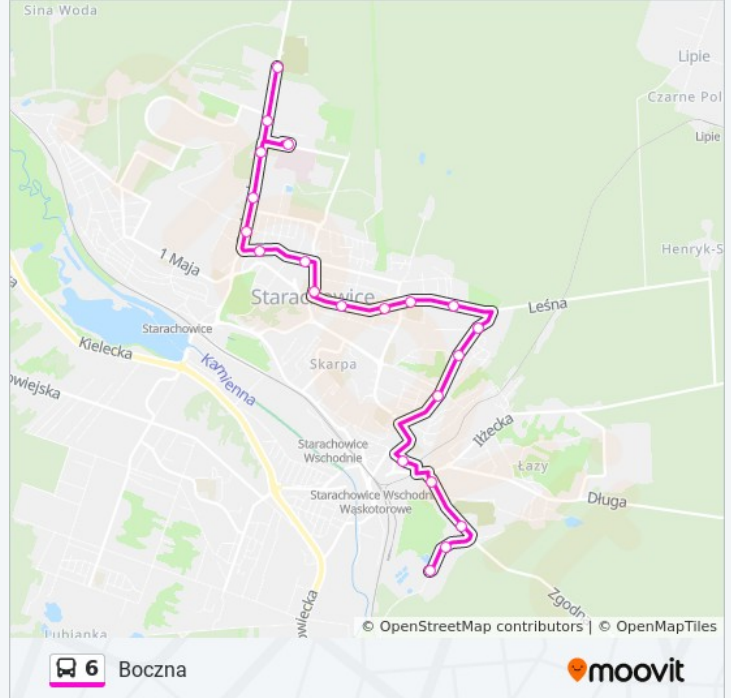 Sina Woda
Lipie
Czarne Pol
Lipie
Henryk-S
1 Maja
Starachowice
Leśna
Starachowice
Kielecka
Skarpa
owiejska
Kamienna
Iłżecka
Starachowice
Wschodnie
Łazy
Starachowice Wschodn
Wąskotorowe
Długa
Zgodn
owiecka
Lubianka
© OpenStreetMap contributors | © OpenMapTiles
6 Boczna
moovit